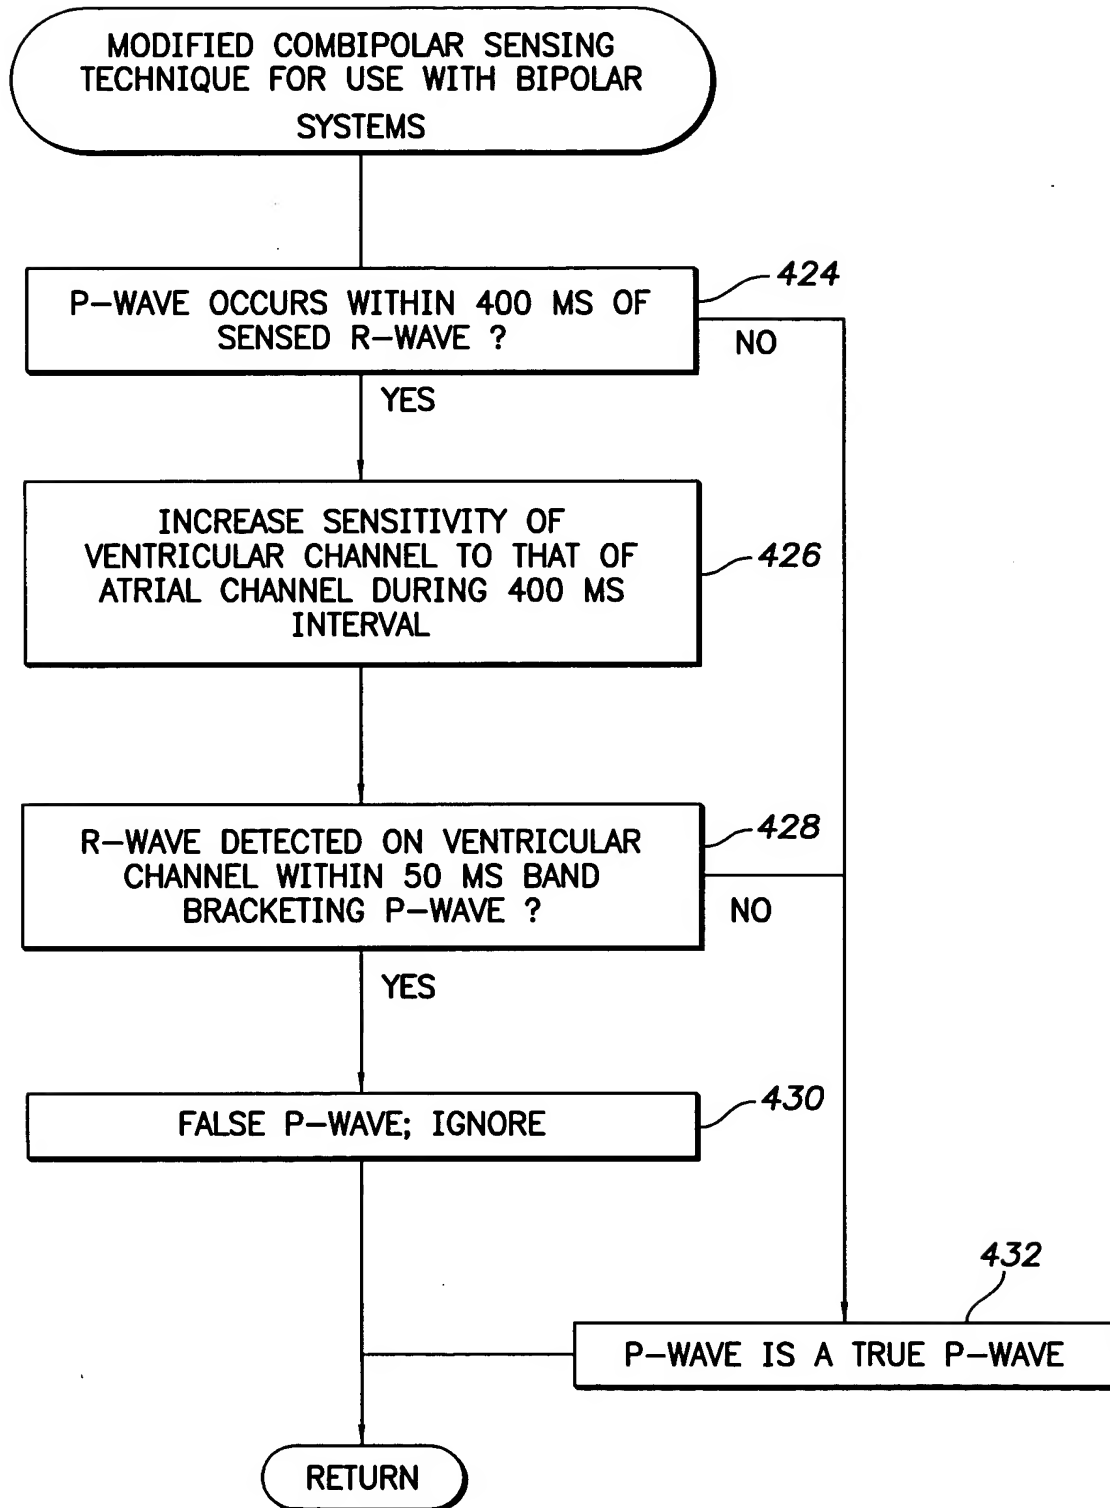 MODIFIED COMBIPOLAR SENSING
TECHNIQUE FOR USE WITH BIPOLAR
SYSTEMS
P-WAVE OCCURS WITHIN 400 MS OF
SENSED R-WAVE ?
424
NO
YES
INCREASE SENSITIVITY OF
VENTRICULAR CHANNEL TO THAT OF
ATRIAL CHANNEL DURING 400 MS
INTERVAL
426
R-WAVE DETECTED ON VENTRICULAR
CHANNEL WITHIN 50 MS BAND
BRACKETING P-WAVE ?
428
NO
YES
FALSE P-WAVE; IGNORE
430
432
P-WAVE IS A TRUE P-WAVE
RETURN